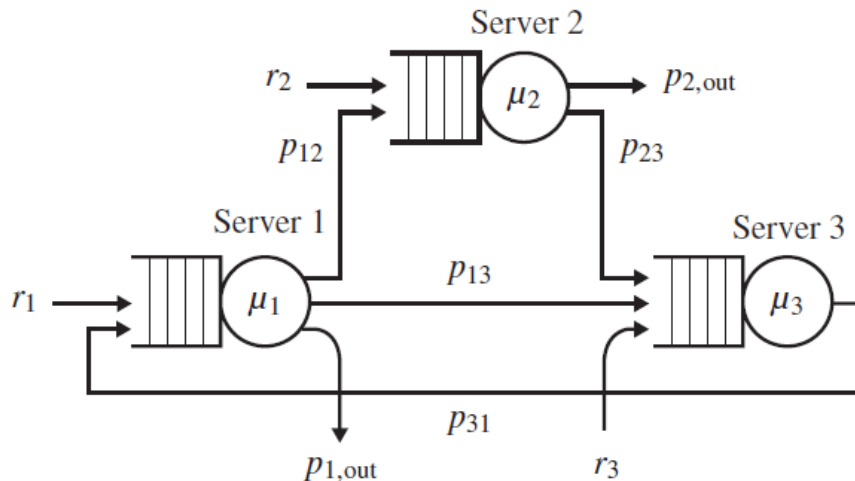 Server 2
r₂
μ₂
p₂,out
p₁₂
p₂₃
Server 1
Server 3
p₁₃
r₁
μ₁
μ₃
p₃₁
p₁,out
r₃